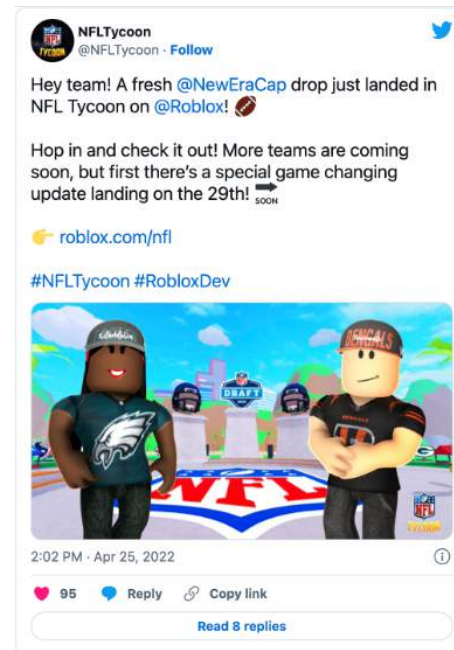 NFLTycoon
@NFLTycoon · Follow
Hey team! A fresh @NewEraCap drop just landed in
NFL Tycoon on @Roblox! 🏈
Hop in and check it out! More teams are coming
soon, but first there's a special game changing
update landing on the 29th! 🔜
👉 roblox.com/nfl
#NFLTycoon #RobloxDev
BENGALS
DRAFT
NFL
NFL
TYCOON
2:02 PM · Apr 25, 2022
95 Reply Copy link
Read 8 replies